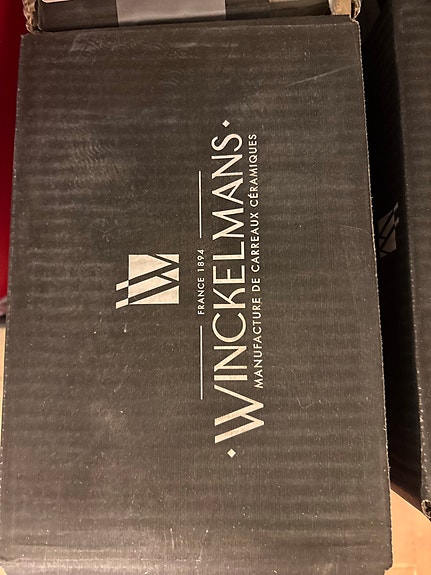 W
FRANCE 1894
·WINCKELMANS·
MANUFACTURE DE CARREAUX CÉRAMIQUES